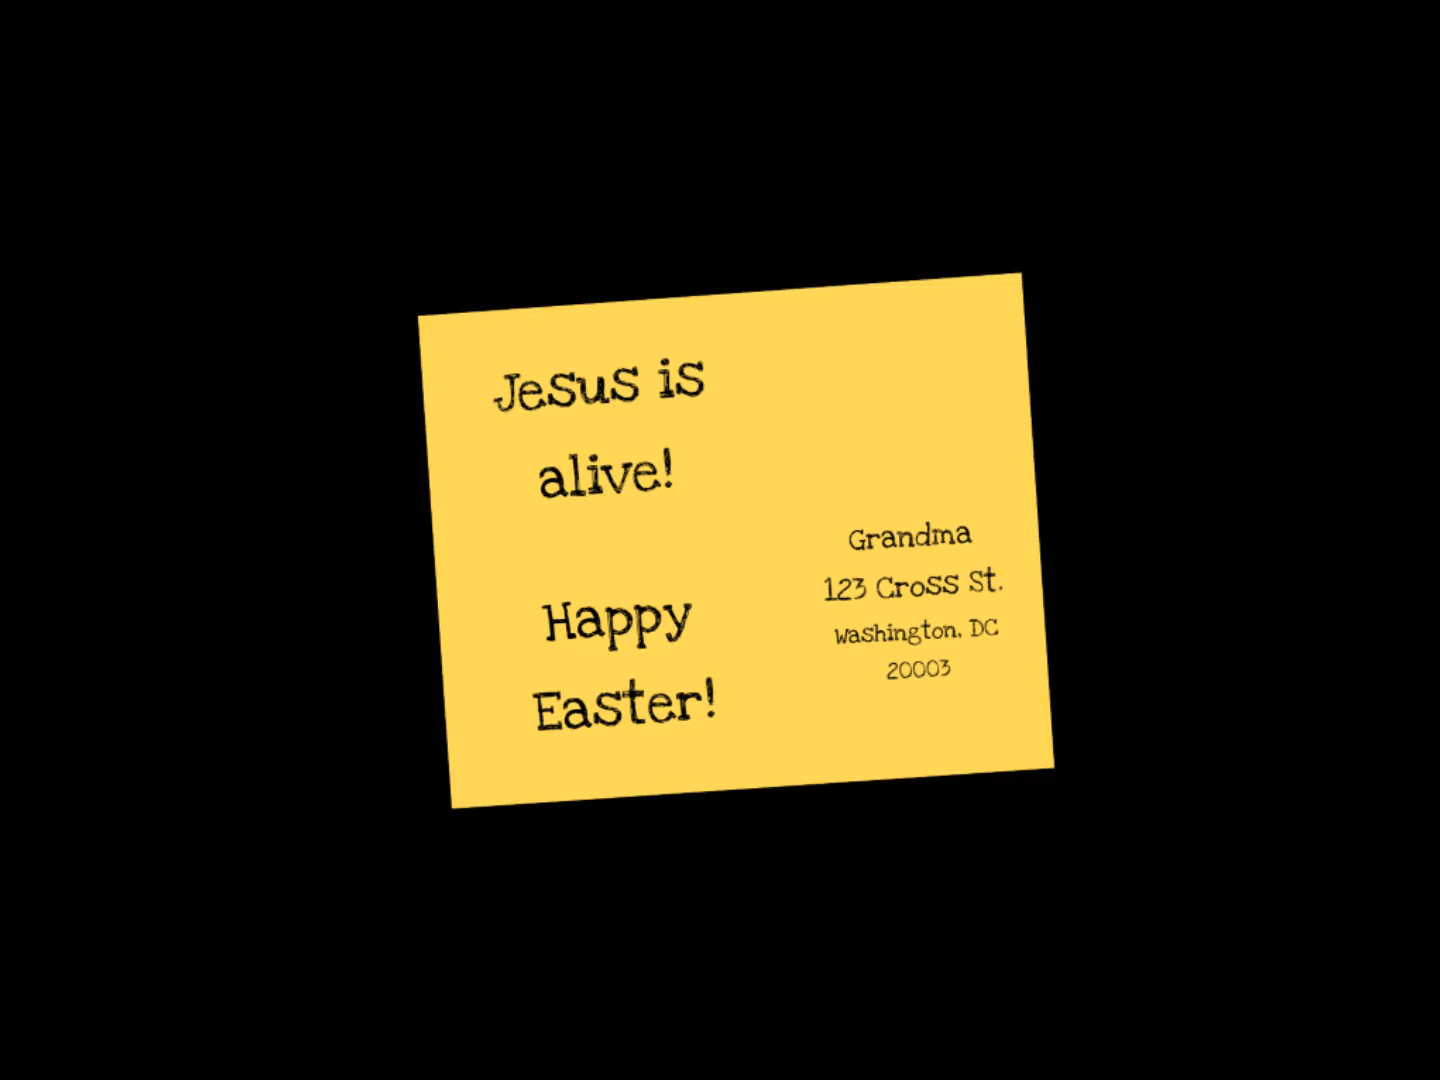 Jesus is
alive!
Happy
Easter!
Grandma
123 Cross St.
Washington, DC
20003